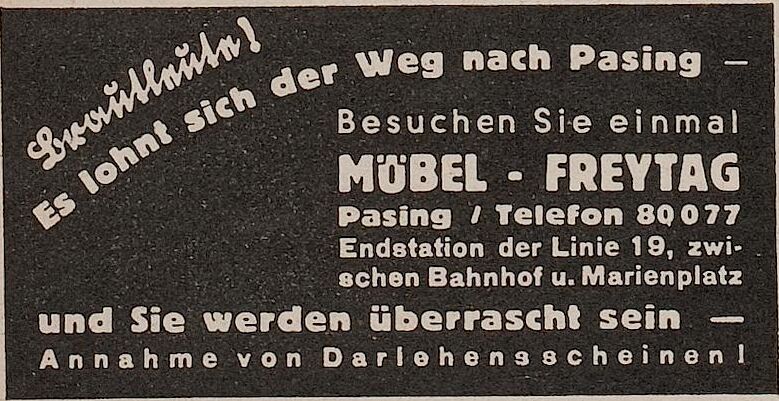 Brautleute!
Es lohnt sich der Weg nach Pasing —
Besuchen Sie einmal
MÖBEL - FREYTAG
Pasing / Telefon 80077
Endstation der Linie 19, zwi-
schen Bahnhof u. Marienplatz
und Sie werden überrascht sein —
Annahme von Darlehensscheinen!